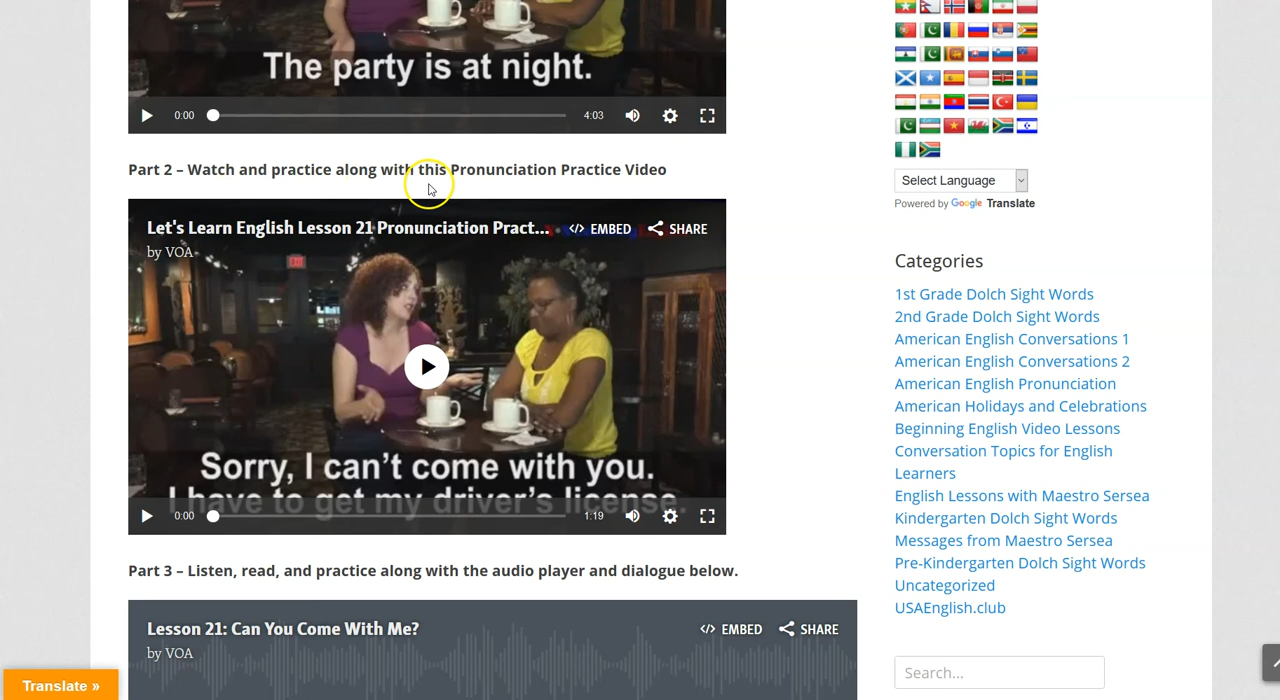 The party is at night.
0:00
4:03
Part 2 – Watch and practice along with this Pronunciation Practice Video
Let's Learn English Lesson 21 Pronunciation Pract...
EMBED
SHARE
by VOA
Sorry, I can't come with you.
I have to get my driver's license.
0:00
1:19
Part 3 – Listen, read, and practice along with the audio player and dialogue below.
Lesson 21: Can You Come With Me?
EMBED
SHARE
by VOA
Translate »
Select Language
Powered by Google Translate
Categories
1st Grade Dolch Sight Words
2nd Grade Dolch Sight Words
American English Conversations 1
American English Conversations 2
American English Pronunciation
American Holidays and Celebrations
Beginning English Video Lessons
Conversation Topics for English
Learners
English Lessons with Maestro Sersea
Kindergarten Dolch Sight Words
Messages from Maestro Sersea
Pre-Kindergarten Dolch Sight Words
Uncategorized
USAEnglish.club
Search...